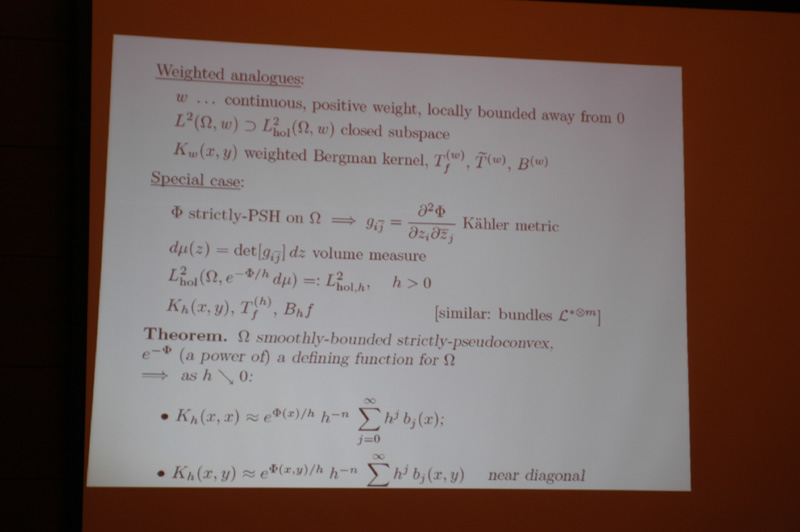 Weighted analogues:
w … continuous, positive weight, locally bounded away from 0
L²(Ω, w) ⊃ L²_hol(Ω, w) closed subspace
K_w(x, y) weighted Bergman kernel, T_f^(w), T̃^(w), B^(w)
Special case:
Φ strictly-PSH on Ω ⟹ g_{ij̅} = ∂²Φ / ∂z_i∂z̅_j Kähler metric
dμ(z) = det[g_{ij̅}] dz volume measure
L²_hol(Ω, e^{−Φ/h} dμ) =: L²_{hol,h}, h > 0
K_h(x, y), T_f^(h), B_h f [similar: bundles ℒ^{*⊗m}]
Theorem. Ω smoothly-bounded strictly-pseudoconvex,
e^{−Φ} (a power of) a defining function for Ω
⟹ as h ↘ 0:
• K_h(x, x) ≈ e^{Φ(x)/h} h^{−n} ∑_{j=0}^{∞} h^j b_j(x);
• K_h(x, y) ≈ e^{Φ(x,y)/h} h^{−n} ∑^{∞} h^j b_j(x, y) near diagonal